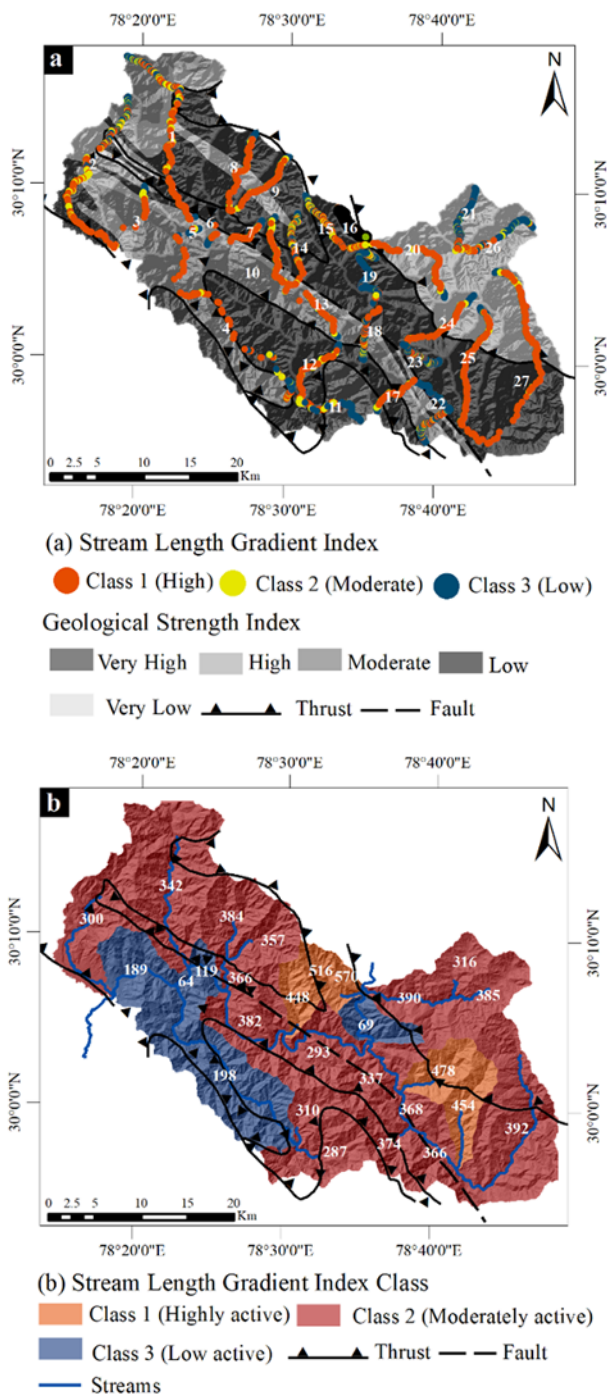 78°20'0"E 78°30'0"E 78°40'0"E
a
N
30°10'0"N 30°10'0"N
30°0'0"N 30°0'0"N
1
2
3
4
5
6
7
8
9
10
11
12
13
14
15
16
17
18
19
20
21
22
23
24
25
26
27
0 2.5 5 10 15 20
Km
78°20'0"E 78°30'0"E 78°40'0"E
(a) Stream Length Gradient Index
Class 1 (High) Class 2 (Moderate) Class 3 (Low)
Geological Strength Index
Very High High Moderate Low
Very Low Thrust Fault
78°20'0"E 78°30'0"E 78°40'0"E
b
N
30°10'0"N 30°10'0"N
30°0'0"N 30°0'0"N
342
300
384
357
316
189
119
64
366
516
570
390
385
448
382
69
293
198
337
478
310
368
454
392
287
374
366
0 2.5 5 10 15 20
Km
78°20'0"E 78°30'0"E 78°40'0"E
(b) Stream Length Gradient Index Class
Class 1 (Highly active) Class 2 (Moderately active)
Class 3 (Low active) Thrust Fault
Streams